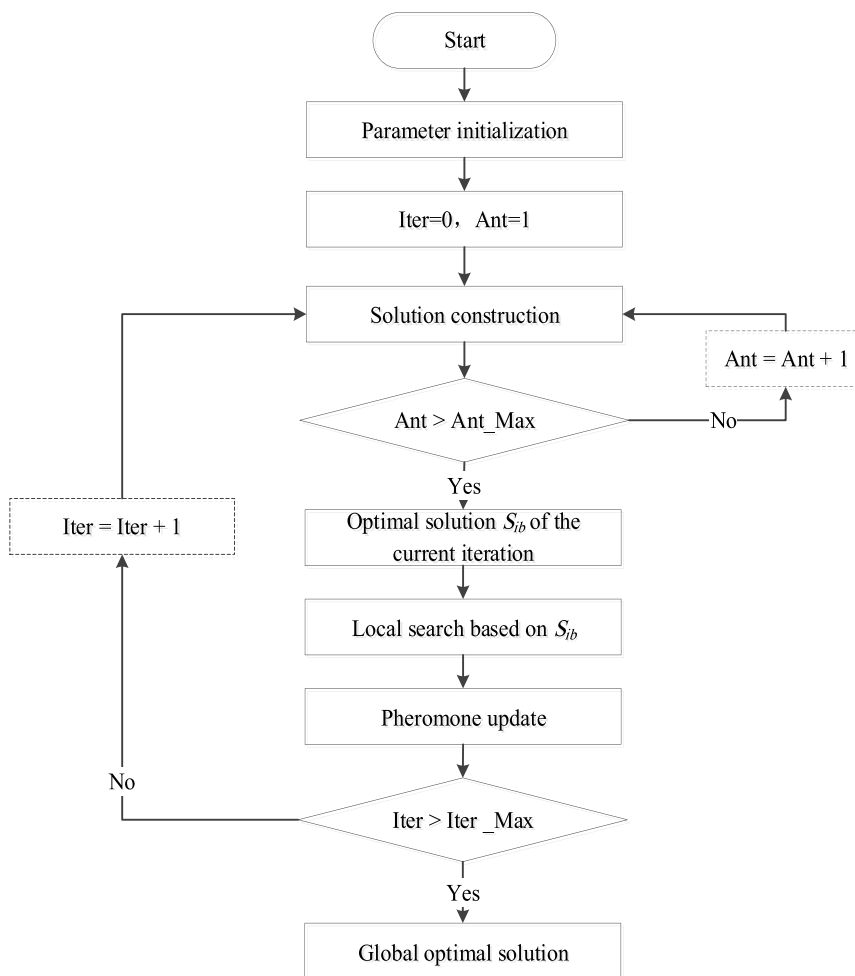 Start
Parameter initialization
Iter=0，Ant=1
Solution construction
Ant = Ant + 1
Ant > Ant_Max
No
Yes
Iter = Iter + 1
Optimal solution Sib of the
current iteration
Local search based on Sib
Pheromone update
No
Iter > Iter _Max
Yes
Global optimal solution